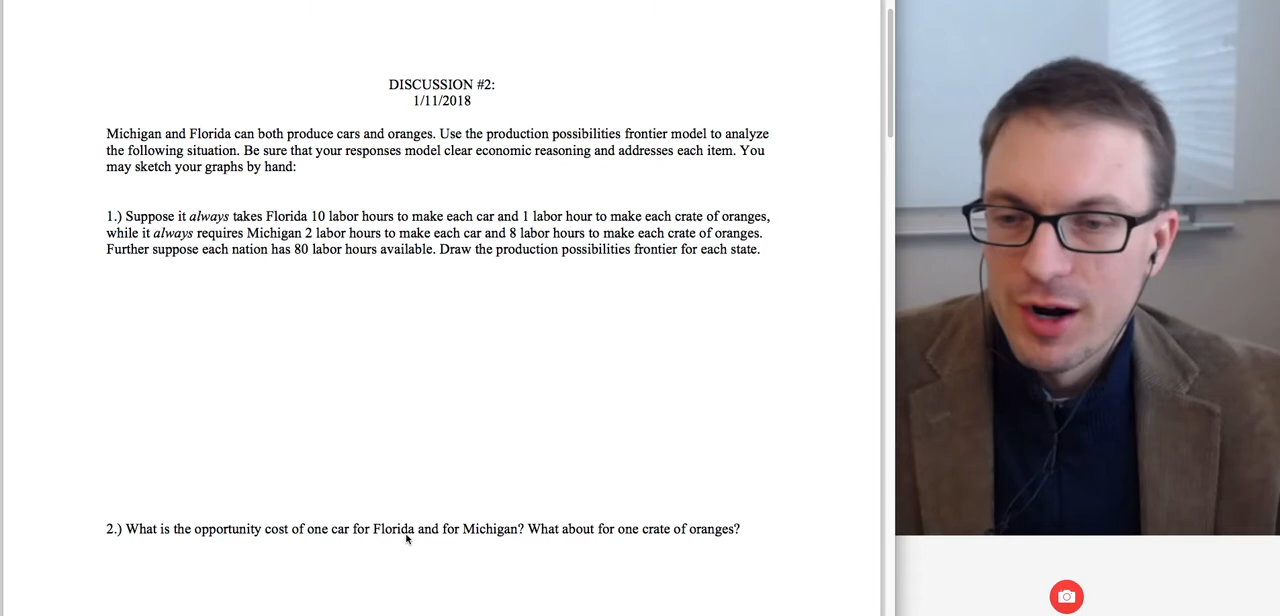 DISCUSSION #2:
1/11/2018
Michigan and Florida can both produce cars and oranges. Use the production possibilities frontier model to analyze
the following situation. Be sure that your responses model clear economic reasoning and addresses each item. You
may sketch your graphs by hand:
1.) Suppose it always takes Florida 10 labor hours to make each car and 1 labor hour to make each crate of oranges,
while it always requires Michigan 2 labor hours to make each car and 8 labor hours to make each crate of oranges.
Further suppose each nation has 80 labor hours available. Draw the production possibilities frontier for each state.
2.) What is the opportunity cost of one car for Florida and for Michigan? What about for one crate of oranges?